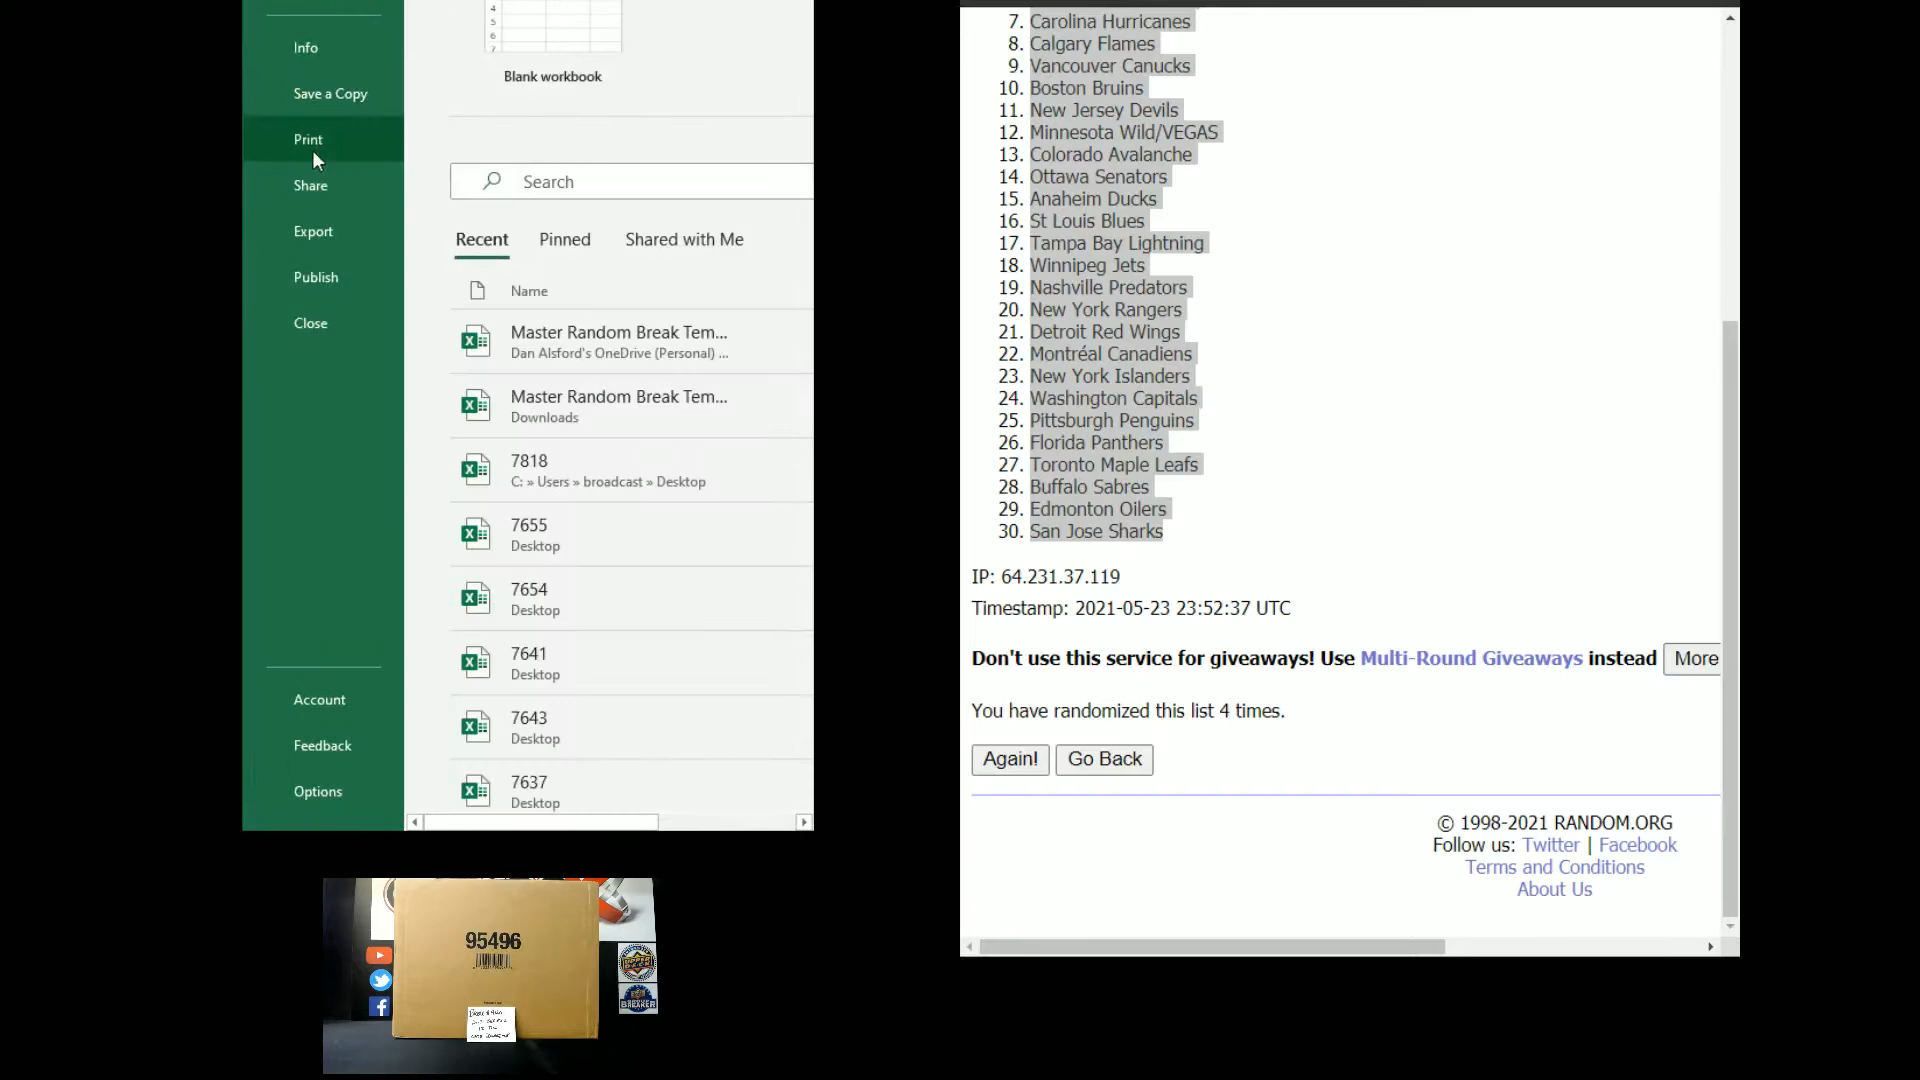 Info
Save a Copy
Print
Share
Export
Publish
Close
Account
Feedback
Options
4
5
6
7
Blank workbook
Search
Recent Pinned Shared with Me
Name
Master Random Break Tem...
Dan Alsford's OneDrive (Personal) ...
Master Random Break Tem...
Downloads
7818
C: » Users » broadcast » Desktop
7655
Desktop
7654
Desktop
7641
Desktop
7643
Desktop
7637
Desktop
95496
UPPER DECK
BREAKER
7. Carolina Hurricanes
8. Calgary Flames
9. Vancouver Canucks
10. Boston Bruins
11. New Jersey Devils
12. Minnesota Wild/VEGAS
13. Colorado Avalanche
14. Ottawa Senators
15. Anaheim Ducks
16. St Louis Blues
17. Tampa Bay Lightning
18. Winnipeg Jets
19. Nashville Predators
20. New York Rangers
21. Detroit Red Wings
22. Montréal Canadiens
23. New York Islanders
24. Washington Capitals
25. Pittsburgh Penguins
26. Florida Panthers
27. Toronto Maple Leafs
28. Buffalo Sabres
29. Edmonton Oilers
30. San Jose Sharks
IP: 64.231.37.119
Timestamp: 2021-05-23 23:52:37 UTC
Don't use this service for giveaways! Use Multi-Round Giveaways instead More
You have randomized this list 4 times.
Again! Go Back
© 1998-2021 RANDOM.ORG
Follow us: Twitter | Facebook
Terms and Conditions
About Us